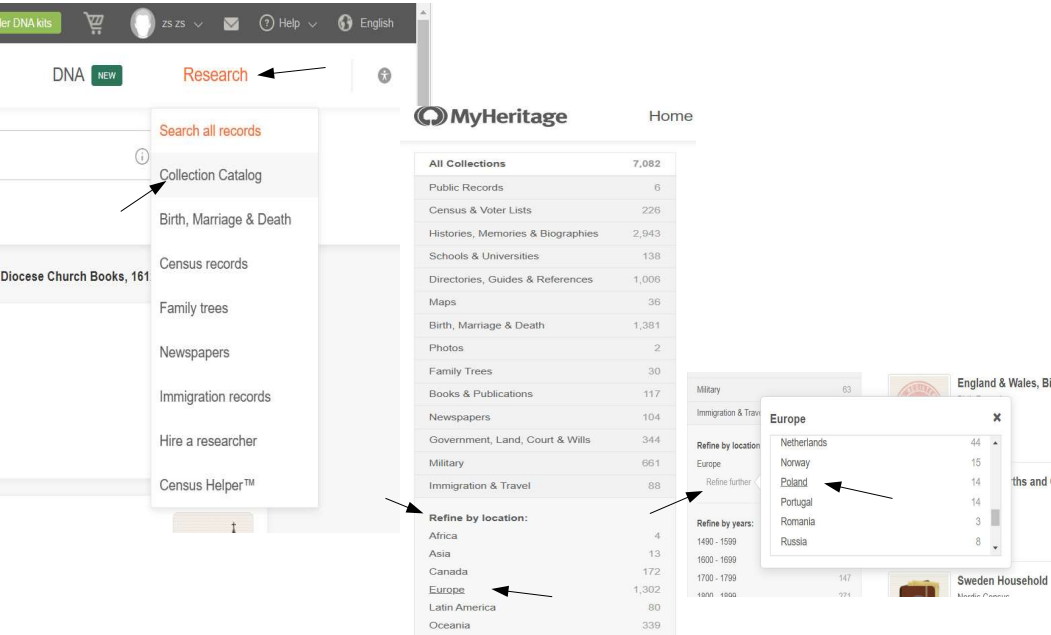 der DNA kits
zs zs
Help
English
DNA NEW
Research
Search all records
Collection Catalog
Birth, Marriage & Death
Census records
Family trees
Newspapers
Immigration records
Hire a researcher
Census Helper™
Diocese Church Books, 161
MyHeritage
Home
All Collections 7,082
Public Records 6
Census & Voter Lists 226
Histories, Memories & Biographies 2,943
Schools & Universities 138
Directories, Guides & References 1,006
Maps 36
Birth, Marriage & Death 1,381
Photos 2
Family Trees 30
Books & Publications 117
Newspapers 104
Government, Land, Court & Wills 344
Military 661
Immigration & Travel 88
Refine by location:
Africa 4
Asia 13
Canada 172
Europe 1,302
Latin America 80
Oceania 339
Military 63
Immigration & Trav
Refine by location
Europe
Refine further
Refine by years:
1490 - 1599
1600 - 1699
1700 - 1799 147
1800 - 1899 271
Europe
Netherlands 44
Norway 15
Poland 14
Portugal 14
Romania 3
Russia 8
England & Wales, Bi
ths and
Sweden Household
Nordic Census